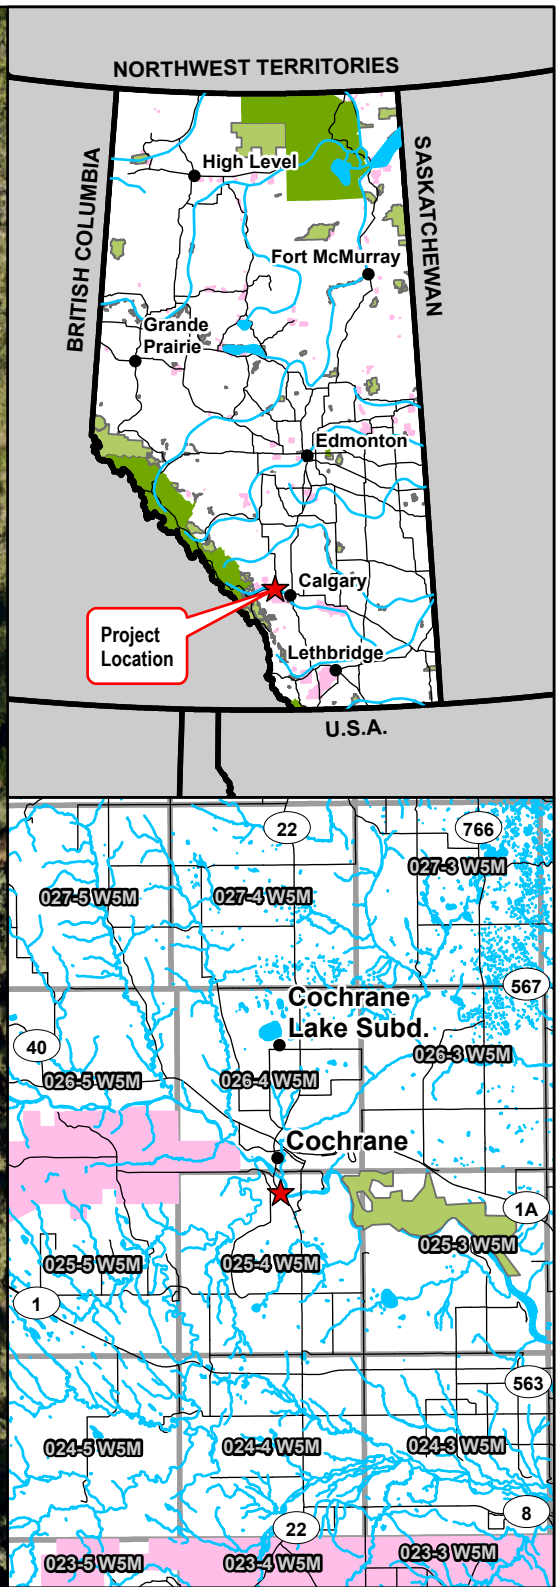 NORTHWEST TERRITORIES
BRITISH COLUMBIA
SASKATCHEWAN
High Level
Fort McMurray
Grande
Prairie
Edmonton
Calgary
Project
Location
Lethbridge
U.S.A.
22
766
027-5 W5M
027-4 W5M
027-3 W5M
567
Cochrane
Lake Subd.
40
026-5 W5M
026-4 W5M
026-3 W5M
Cochrane
1A
025-5 W5M
025-4 W5M
025-3 W5M
1
563
024-5 W5M
024-4 W5M
024-3 W5M
8
22
023-5 W5M
023-4 W5M
023-3 W5M